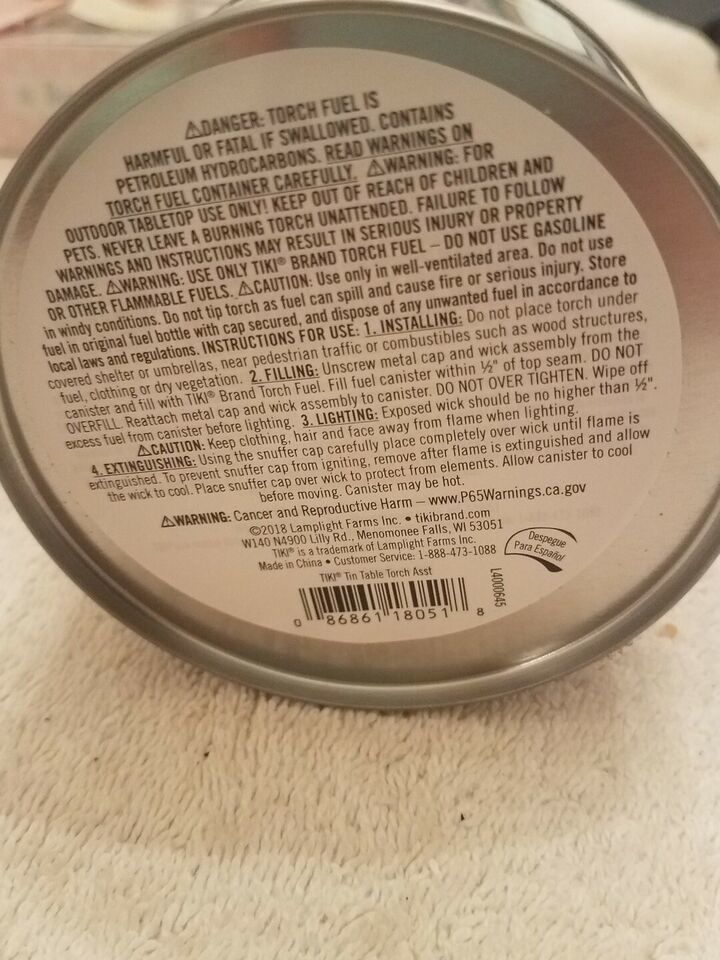 ⚠DANGER: TORCH FUEL IS
HARMFUL OR FATAL IF SWALLOWED. CONTAINS
PETROLEUM HYDROCARBONS. READ WARNINGS ON
TORCH FUEL CONTAINER CAREFULLY. ⚠WARNING: FOR
OUTDOOR TABLETOP USE ONLY! KEEP OUT OF REACH OF CHILDREN AND
PETS. NEVER LEAVE A BURNING TORCH UNATTENDED. FAILURE TO FOLLOW
WARNINGS AND INSTRUCTIONS MAY RESULT IN SERIOUS INJURY OR PROPERTY
DAMAGE. ⚠WARNING: USE ONLY TIKI® BRAND TORCH FUEL – DO NOT USE GASOLINE
OR OTHER FLAMMABLE FUELS. ⚠CAUTION: Use only in well-ventilated area. Do not use
in windy conditions. Do not tip torch as fuel can spill and cause fire or serious injury. Store
fuel in original fuel bottle with cap secured, and dispose of any unwanted fuel in accordance to
local laws and regulations. INSTRUCTIONS FOR USE: 1. INSTALLING: Do not place torch under
covered shelter or umbrellas, near pedestrian traffic or combustibles such as wood structures,
fuel, clothing or dry vegetation. 2. FILLING: Unscrew metal cap and wick assembly from the
canister and fill with TIKI® Brand Torch Fuel. Fill fuel canister within ½" of top seam. DO NOT
OVERFILL. Reattach metal cap and wick assembly to canister. DO NOT OVER TIGHTEN. Wipe off
excess fuel from canister before lighting. 3. LIGHTING: Exposed wick should be no higher than ½".
⚠CAUTION: Keep clothing, hair and face away from flame when lighting.
4. EXTINGUISHING: Using the snuffer cap carefully place completely over wick until flame is
extinguished. To prevent snuffer cap from igniting, remove after flame is extinguished and allow
the wick to cool. Place snuffer cap over wick to protect from elements. Allow canister to cool
before moving. Canister may be hot.
⚠WARNING: Cancer and Reproductive Harm – www.P65Warnings.ca.gov
©2018 Lamplight Farms Inc. • tikibrand.com
W140 N4900 Lilly Rd., Menomonee Falls, WI 53051
TIKI® is a trademark of Lamplight Farms Inc.
Made in China • Customer Service: 1-888-473-1088
Despegue
Para Español
TIKI® Tin Table Torch Asst
L4000645
0 86861 18051 8